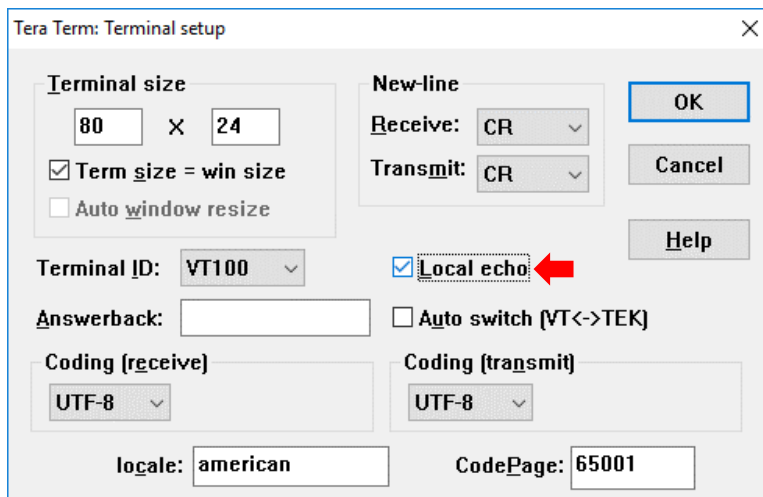 Tera Term: Terminal setup
Terminal size
80 X 24
Term size = win size
Auto window resize
New-line
Receive: CR
Transmit: CR
OK
Cancel
Help
Terminal ID: VT100
Local echo
Answerback:
Auto switch (VT<->TEK)
Coding (receive)
UTF-8
Coding (transmit)
UTF-8
locale: american
CodePage: 65001